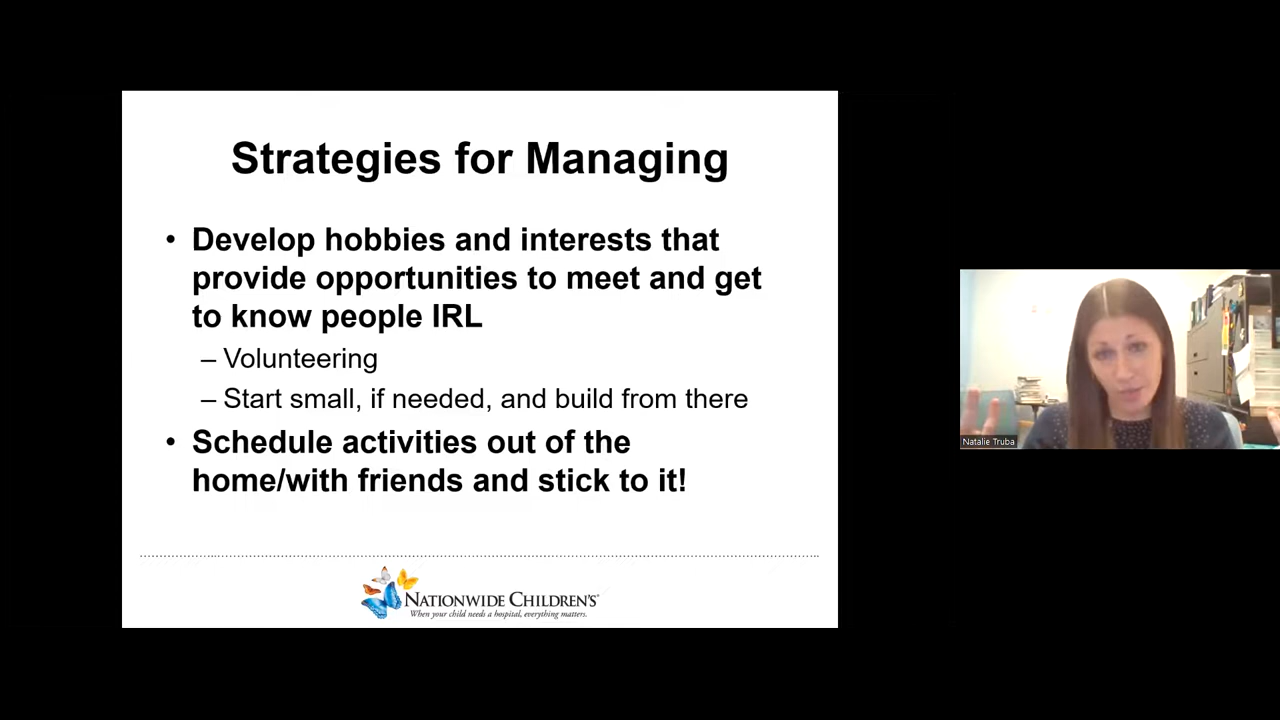 Strategies for Managing
• Develop hobbies and interests that
provide opportunities to meet and get
to know people IRL
– Volunteering
– Start small, if needed, and build from there
• Schedule activities out of the
home/with friends and stick to it!
NATIONWIDE CHILDREN'S
When your child needs a hospital, everything matters.
Natalie Truba